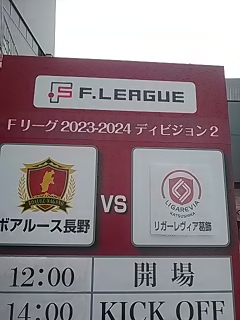 F.LEAGUE
Fリーグ 2023-2024 ディビジョン2
VS
LIGAREVIA
KATSUSHIKA
ボアルース長野
リガーレヴィア葛飾
12:00 開場
14:00 KICK OFF